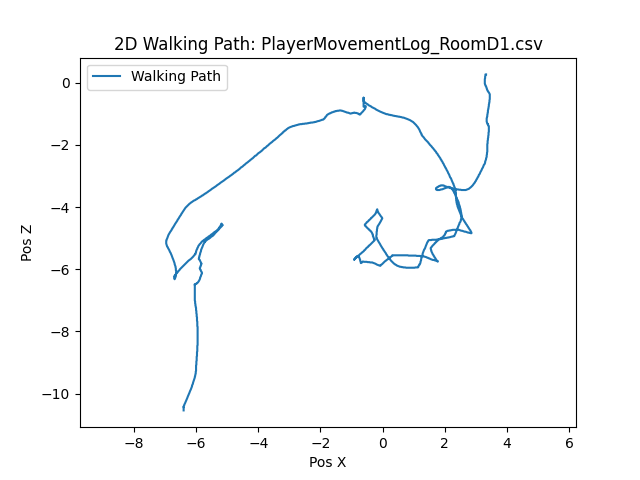 2D Walking Path: PlayerMovementLog_RoomD1.csv
Walking Path
0
−2
−4
−6
−8
−10
Pos Z
−8 −6 −4 −2 0 2 4 6
Pos X